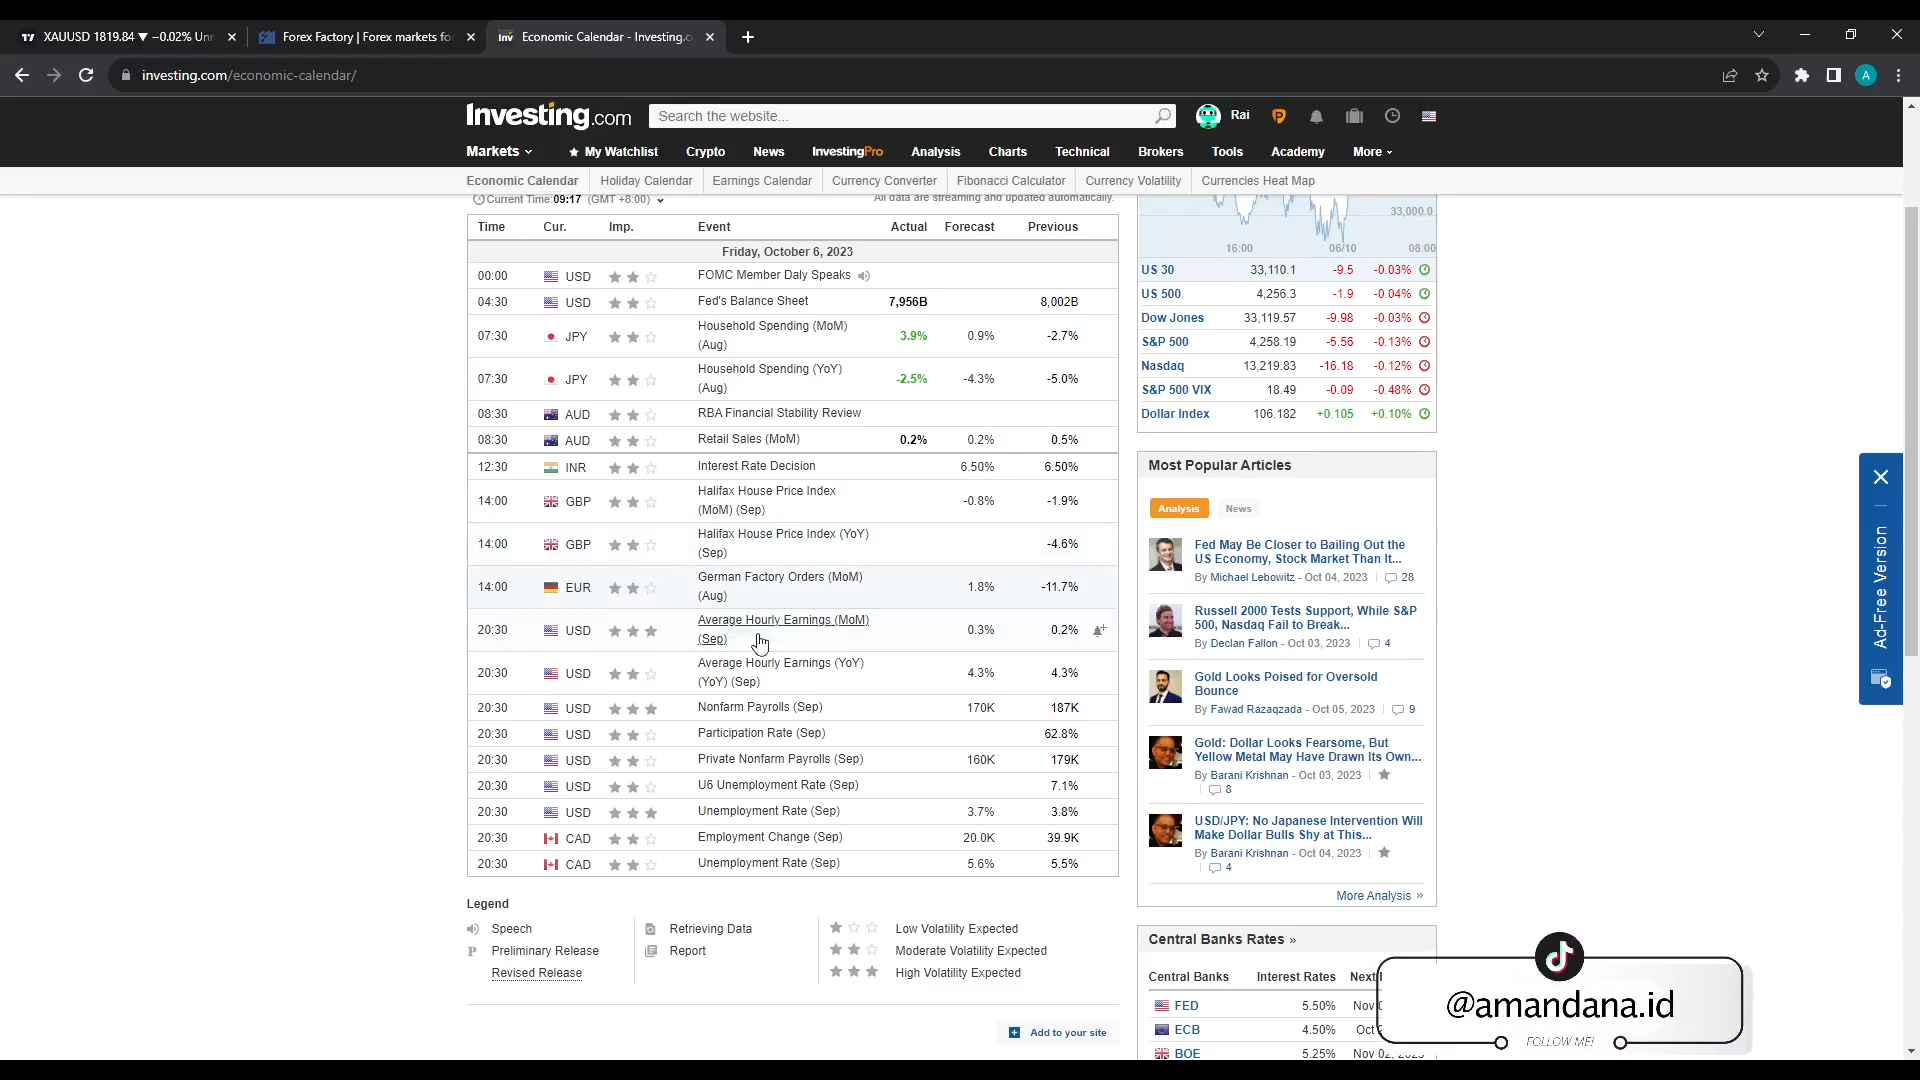 XAUUSD 1819.84 ▼ −0.02% Unn
Forex Factory | Forex markets fo
Economic Calendar - Investing.c
investing.com/economic-calendar/
A
Investing.com
Search the website...
Rai
Markets
My Watchlist
Crypto
News
InvestingPro
Analysis
Charts
Technical
Brokers
Tools
Academy
More
Economic Calendar
Holiday Calendar
Earnings Calendar
Currency Converter
Fibonacci Calculator
Currency Volatility
Currencies Heat Map
Current Time: 09:17 (GMT +8:00)
All data are streaming and updated automatically.
Time Cur. Imp. Event Actual Forecast Previous
Friday, October 6, 2023
00:00 USD FOMC Member Daly Speaks
04:30 USD Fed's Balance Sheet 7,956B 8,002B
07:30 JPY Household Spending (MoM) (Aug) 3.9% 0.9% -2.7%
07:30 JPY Household Spending (YoY) (Aug) -2.5% -4.3% -5.0%
08:30 AUD RBA Financial Stability Review
08:30 AUD Retail Sales (MoM) 0.2% 0.2% 0.5%
12:30 INR Interest Rate Decision 6.50% 6.50%
14:00 GBP Halifax House Price Index (MoM) (Sep) -0.8% -1.9%
14:00 GBP Halifax House Price Index (YoY) (Sep) -4.6%
14:00 EUR German Factory Orders (MoM) (Aug) 1.8% -11.7%
20:30 USD Average Hourly Earnings (MoM) (Sep) 0.3% 0.2%
20:30 USD Average Hourly Earnings (YoY) (YoY) (Sep) 4.3% 4.3%
20:30 USD Nonfarm Payrolls (Sep) 170K 187K
20:30 USD Participation Rate (Sep) 62.8%
20:30 USD Private Nonfarm Payrolls (Sep) 160K 179K
20:30 USD U6 Unemployment Rate (Sep) 7.1%
20:30 USD Unemployment Rate (Sep) 3.7% 3.8%
20:30 CAD Employment Change (Sep) 20.0K 39.9K
20:30 CAD Unemployment Rate (Sep) 5.6% 5.5%
Legend
Speech
Preliminary Release
Revised Release
Retrieving Data
Report
Low Volatility Expected
Moderate Volatility Expected
High Volatility Expected
Add to your site
33,000.0
16:00 06/10 08:00
US 30 33,110.1 -9.5 -0.03%
US 500 4,256.3 -1.9 -0.04%
Dow Jones 33,119.57 -9.98 -0.03%
S&P 500 4,258.19 -5.56 -0.13%
Nasdaq 13,219.83 -16.18 -0.12%
S&P 500 VIX 18.49 -0.09 -0.48%
Dollar Index 106.182 +0.105 +0.10%
Most Popular Articles
Analysis News
Fed May Be Closer to Bailing Out the
US Economy, Stock Market Than It...
By Michael Lebowitz - Oct 04, 2023 28
Russell 2000 Tests Support, While S&P
500, Nasdaq Fail to Break...
By Declan Fallon - Oct 03, 2023 4
Gold Looks Poised for Oversold
Bounce
By Fawad Razaqzada - Oct 05, 2023 9
Gold: Dollar Looks Fearsome, But
Yellow Metal May Have Drawn Its Own...
By Barani Krishnan - Oct 03, 2023
8
USD/JPY: No Japanese Intervention Will
Make Dollar Bulls Shy at This...
By Barani Krishnan - Oct 04, 2023
4
More Analysis »
Central Banks Rates »
Central Banks Interest Rates Next
FED 5.50% Nov
ECB 4.50% Oct
BOE 5.25% Nov 02, 2023
Ad-Free Version
@amandana.id
FOLLOW ME!